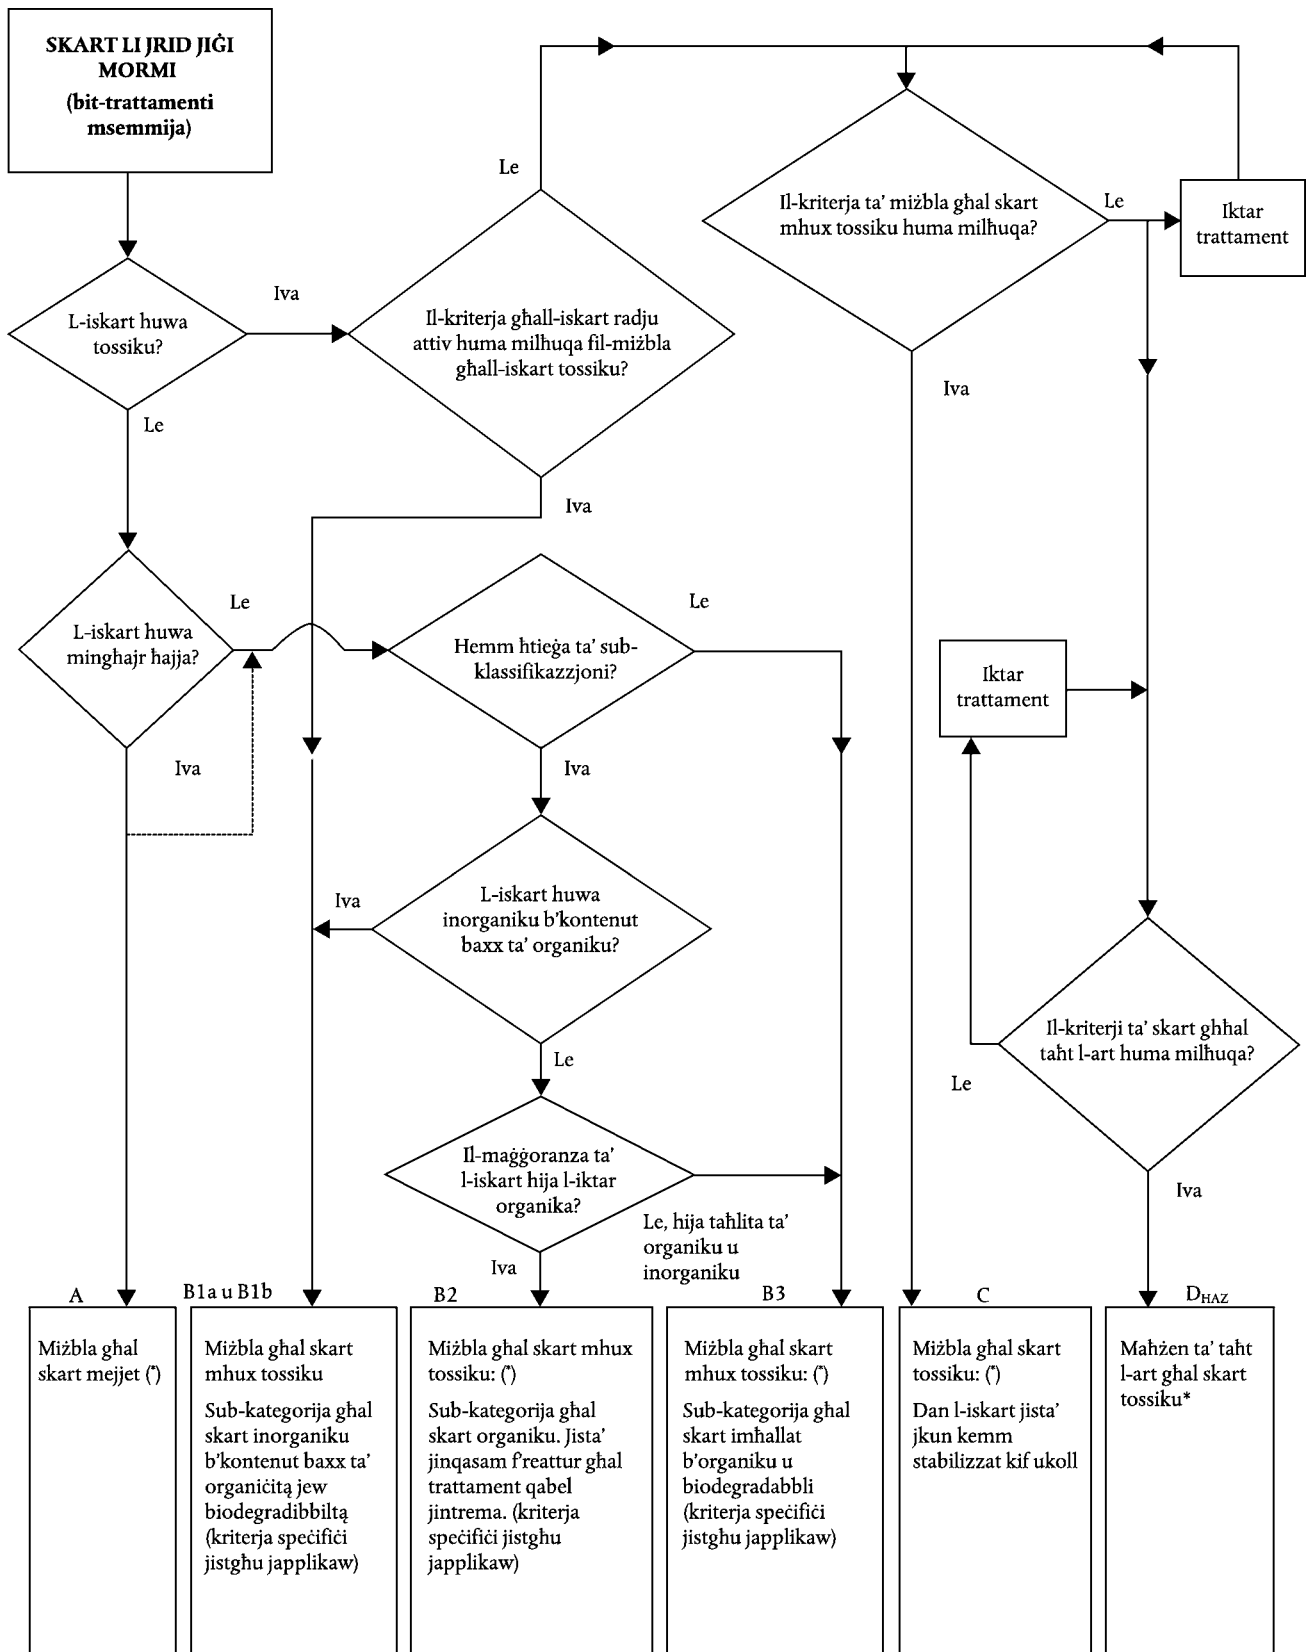 SKART LI JRID JIĠI
MORMI
(bit-trattamenti
msemmija)
Le
Il-kriterja ta’ miżbla għal skart
mhux tossiku huma milħuqa?
Le
Iktar
trattament
Iva
L-iskart huwa
tossiku?
Il-kriterja għall-iskart radju
attiv huma milħuqa fil-miżbla
għall-iskart tossiku?
Iva
Le
Iva
L-iskart huwa
mingħajr ħajja?
Le
Hemm ħtieġa ta’ sub-
klassifikazzjoni?
Le
Iktar
trattament
Iva
Iva
L-iskart huwa
inorganiku b’kontenut
baxx ta’ organiku?
Iva
Le
Il-kriterji ta’ skart għħal
taħt l-art huma milħuqa?
Le
Il-maġġoranza ta’
l-iskart hija l-iktar
organika?
Le, hija taħlita ta’
organiku u
inorganiku
Iva
Iva
A
Miżbla għal
skart mejjet (*)
B1a u B1b
Miżbla għal skart
mhux tossiku
Sub-kategorija għal
skart inorganiku
b’kontenut baxx ta’
organiċitą jew
biodegradibbiltą
(kriterja speċifiċi
jistgħu japplikaw)
B2
Miżbla għal skart mhux
tossiku: (*)
Sub-kategorija għal
skart organiku. Jista’
jinqasam f’reattur għal
trattament qabel
jintrema. (kriterja
speċifiċi jistgħu
japplikaw)
B3
Miżbla għal skart
mhux tossiku: (*)
Sub-kategorija għal
skart imħallat
b’organiku u
biodegradabbli
(kriterja speċifiċi
jistgħu japplikaw)
C
Miżbla għal skart
tossiku: (*)
Dan l-iskart jista’
jkun kemm
stabilizzat kif ukoll
DHAZ
Maħżen ta’ taħt
l-art għal skart
tossiku*